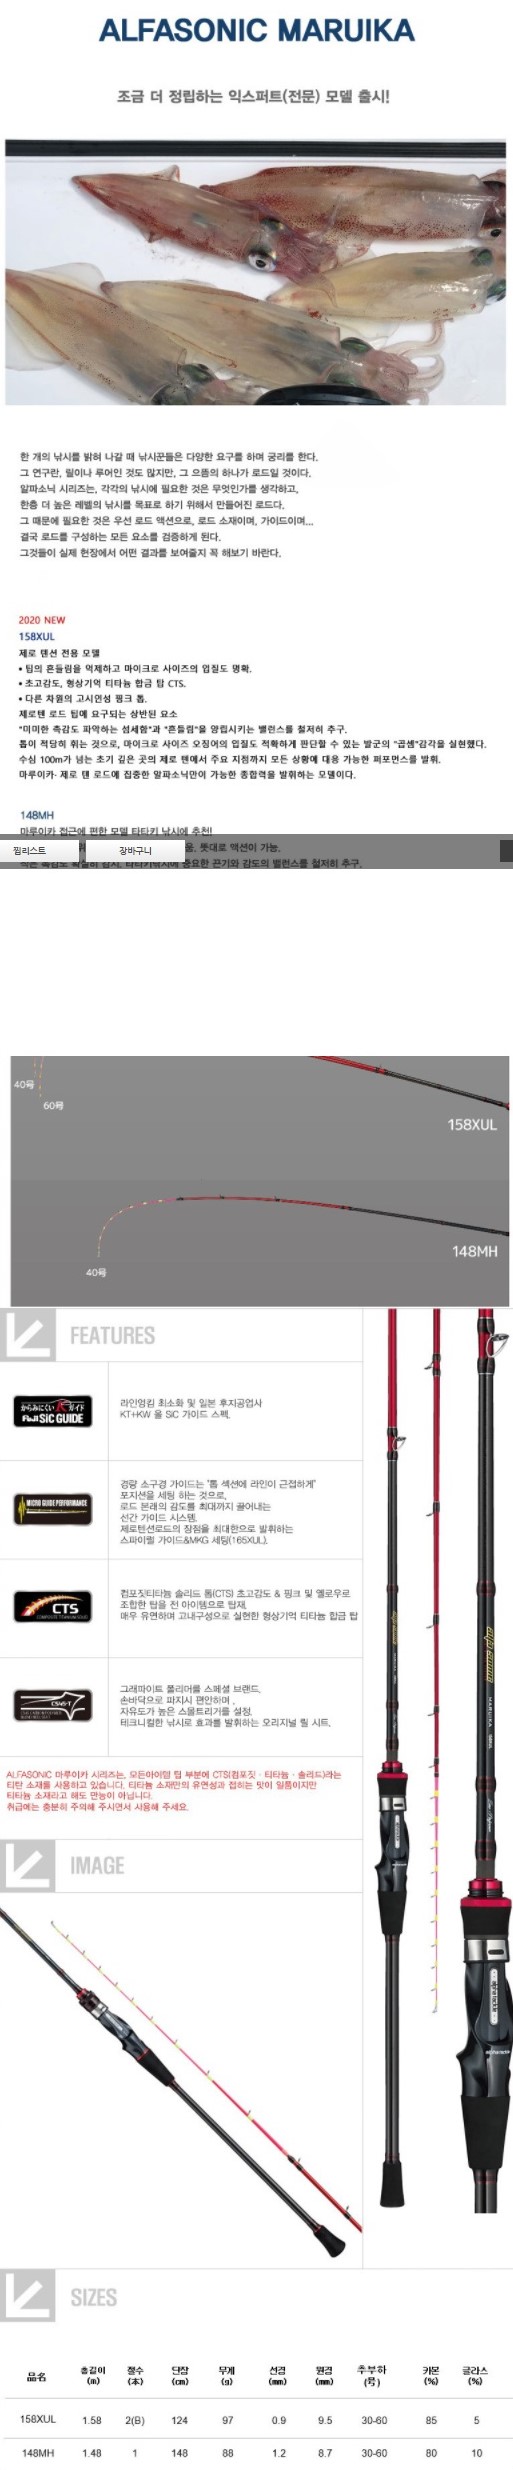 ALFASONIC MARUIKA
조금 더 정립하는 익스퍼트(전문) 모델 출시!
한 개의 낚시를 밝혀 나갈 때 낚시꾼들은 다양한 요구를 하며 궁리를 한다.
그 연구란, 릴이나 루어인 것도 많지만, 그 으뜸의 하나가 로드일 것이다.
알파소닉 시리즈는, 각각의 낚시에 필요한 것은 무엇인가를 생각하고,
한층 더 높은 레벨의 낚시를 목표로 하기 위해서 만들어진 로드다.
그 때문에 필요한 것은 우선 로드 액션으로, 로드 소재이며, 가이드이며...
결국 로드를 구성하는 모든 요소를 검증하게 된다.
그것들이 실제 현장에서 어떤 결과를 보여줄지 꼭 해보기 바란다.
2020 NEW
158XUL
제로 텐션 전용 모델
• 팁의 흔들림을 억제하고 마이크로 사이즈의 입질도 명확.
• 초고감도, 형상기억 티타늄 합금 탑 CTS.
• 다른 차원의 고시인성 핑크 톱.
제로텐 로드 팁에 요구되는 상반된 요소
"미미한 촉감도 파악하는 섬세함"과 "흔들림"을 양립시키는 밸런스를 철저히 추구.
톱이 적당히 휘는 것으로, 마이크로 사이즈 오징어의 입질도 적확하게 판단할 수 있는 발군의 "곱셈"감각을 실현했다.
수심 100m가 넘는 초기 깊은 곳의 제로 텐에서 주요 지점까지 모든 상황에 대응 가능한 퍼포먼스를 발휘.
마루이카· 제로 텐 로드에 집중한 알파소닉만이 가능한 종합력을 발휘하는 모델이다.
148MH
마루이카 접근에 편한 모델 타타키 낚시에 추천!
찜리스트 장바구니 움, 뜻대로 액션이 가능.
작은 촉감도 확실히 감지, 타타키낚시에 중요한 끈기와 감도의 밸런스를 철저히 추구.
40号
60号
158XUL
148MH
40号
FEATURES
からみにくい Kガイド
Fuji SiC GUIDE
라인엉킴 최소화 및 일본 후지공업사
KT+KW 올 SiC 가이드 스펙.
MICRO GUIDE PERFORMANCE
경량 소구경 가이드는 "톱 섹션에 라인이 근접하게"
포지션을 세팅 하는 것으로,
로드 본래의 감도를 최대까지 끌어내는
선간 가이드 시스템.
제로텐션로드의 장점을 최대한으로 발휘하는
스파이럴 가이드&MKG 세팅(165XUL).
CTS
COMPOSITE TITANIUM SOLID
컴포짓티타늄 솔리드 톱(CTS) 초고감도 & 핑크 및 옐로우로
조합한 탑을 전 아이템으로 탑재.
매우 유연하며 고내구성으로 실현한 형상기억 티타늄 합금 탑
CS45-T
그래파이트 폴리머를 스페셜 브랜드.
손바닥으로 파지시 편안하며 ,
자유도가 높은 스몰트리거를 설정.
테크니컬한 낚시로 효과를 발휘하는 오리지널 릴 시트.
ALFASONIC 마루이카 시리즈는, 모든아이템 팁 부분에 CTS(컴포짓 · 티타늄 · 솔리드)라는
티탄 소재를 사용하고 있습니다. 티타늄 소재만의 유연성과 접히는 맛이 일품이지만
티타늄 소재라고 해도 만능이 아닙니다.
취급에는 충분히 주의해 주시면서 사용해 주세요.
IMAGE
SIZES
品名 총길이(m) 절수(本) 단장(cm) 무게(g) 선경(mm) 원경(mm) 추부하(号) 카본(%) 글라스(%)
158XUL 1.58 2(B) 124 97 0.9 9.5 30-60 85 5
148MH 1.48 1 148 88 1.2 8.7 30-60 80 10